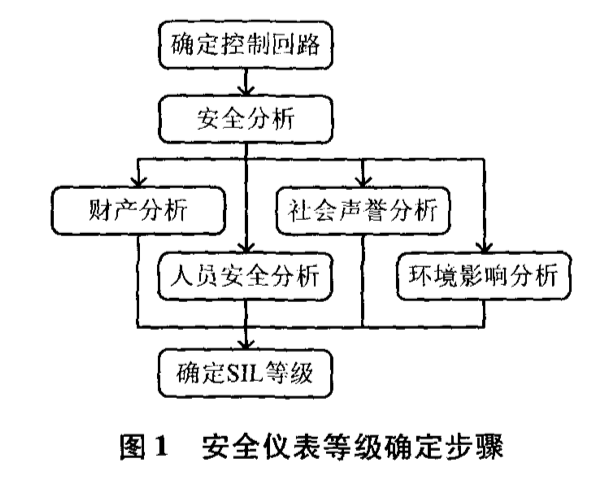 确定控制回路
安全分析
财产分析
社会声誉分析
人员安全分析
环境影响分析
确定SIL等级
图1 安全仪表等级确定步骤